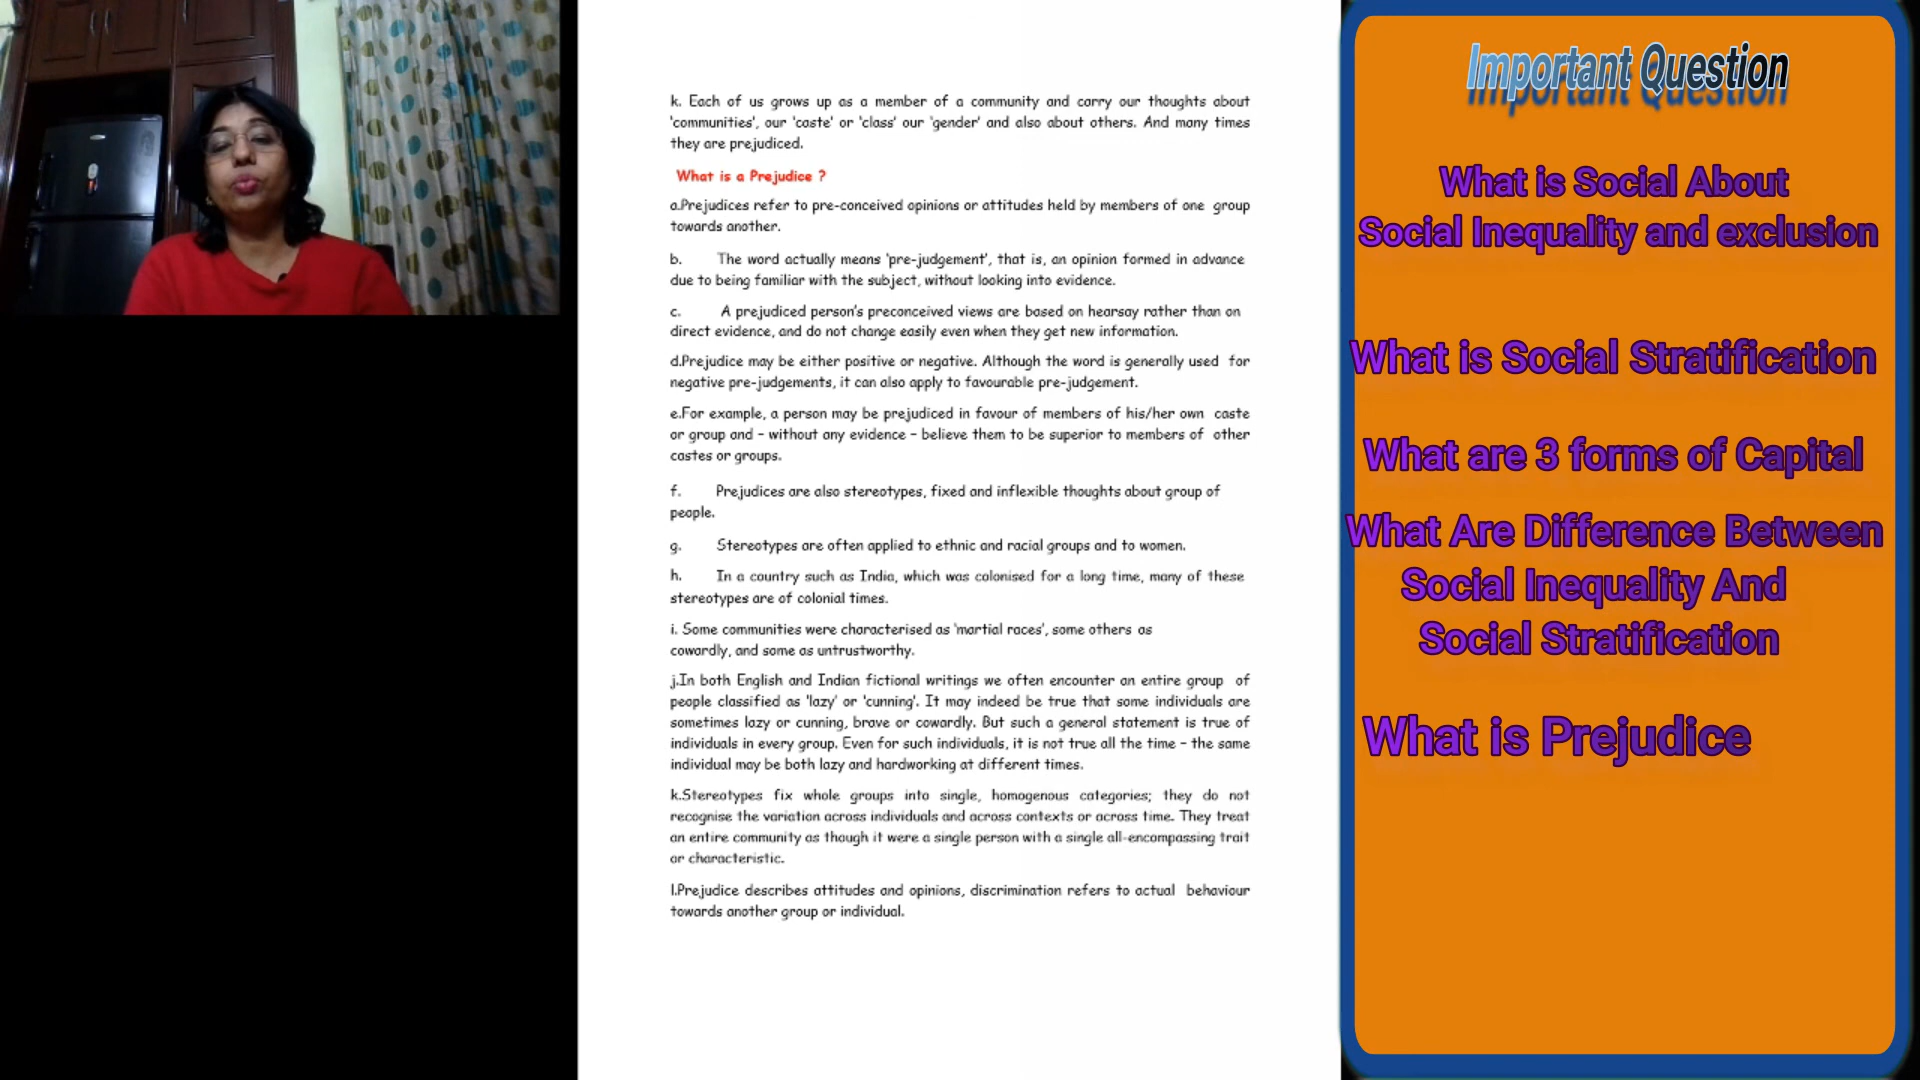 k. Each of us grows up as a member of a community and carry our thoughts about
'communities', our 'caste' or 'class' our 'gender' and also about others. And many times
they are prejudiced.
What is a Prejudice ?
a.Prejudices refer to pre-conceived opinions or attitudes held by members of one group
towards another.
b. The word actually means 'pre-judgement', that is, an opinion formed in advance
due to being familiar with the subject, without looking into evidence.
c. A prejudiced person's preconceived views are based on hearsay rather than on
direct evidence, and do not change easily even when they get new information.
d.Prejudice may be either positive or negative. Although the word is generally used for
negative pre-judgements, it can also apply to favourable pre-judgement.
e.For example, a person may be prejudiced in favour of members of his/her own caste
or group and – without any evidence – believe them to be superior to members of other
castes or groups.
f. Prejudices are also stereotypes, fixed and inflexible thoughts about group of
people.
g. Stereotypes are often applied to ethnic and racial groups and to women.
h. In a country such as India, which was colonised for a long time, many of these
stereotypes are of colonial times.
i. Some communities were characterised as 'martial races', some others as
cowardly, and some as untrustworthy.
j.In both English and Indian fictional writings we often encounter an entire group of
people classified as 'lazy' or 'cunning'. It may indeed be true that some individuals are
sometimes lazy or cunning, brave or cowardly. But such a general statement is true of
individuals in every group. Even for such individuals, it is not true all the time – the same
individual may be both lazy and hardworking at different times.
k.Stereotypes fix whole groups into single, homogenous categories; they do not
recognise the variation across individuals and across contexts or across time. They treat
an entire community as though it were a single person with a single all-encompassing trait
or characteristic.
l.Prejudice describes attitudes and opinions, discrimination refers to actual behaviour
towards another group or individual.
Important Question
What is Social About
Social Inequality and exclusion
What is Social Stratification
What are 3 forms of Capital
What Are Difference Between
Social Inequality And
Social Stratification
What is Prejudice